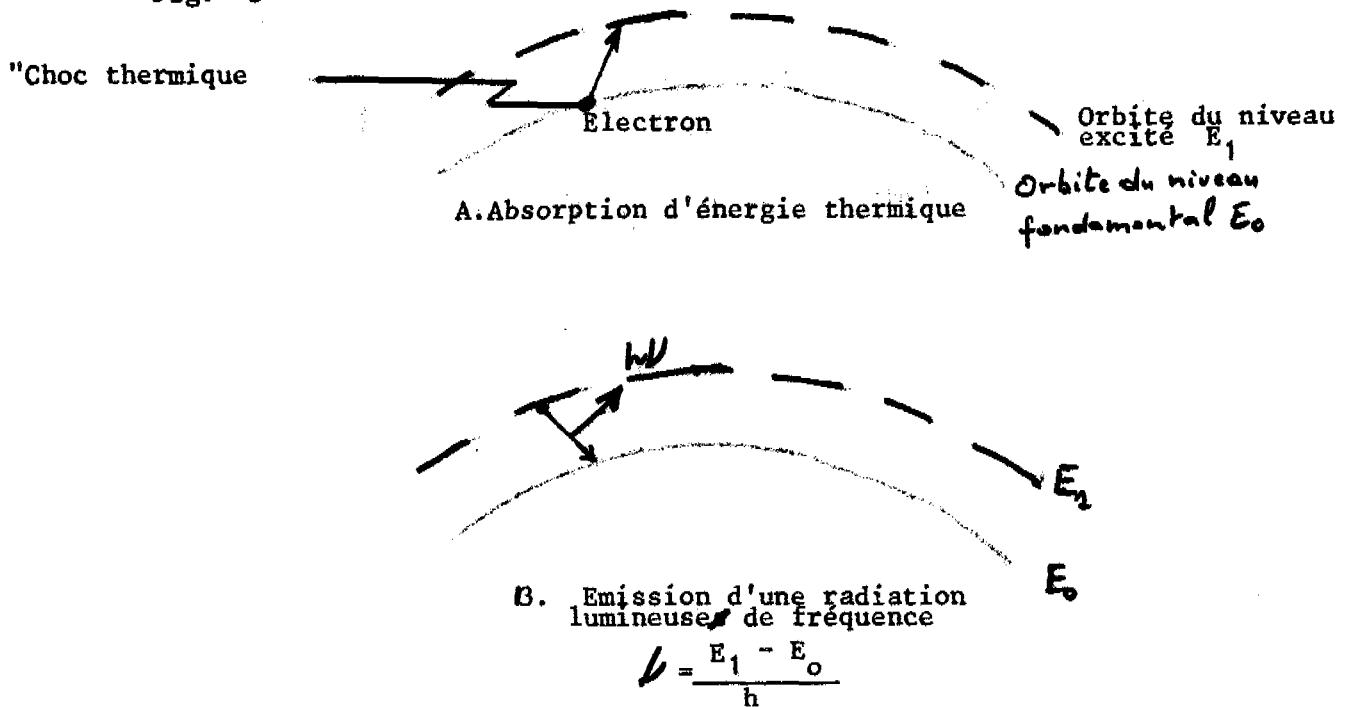 "Choc thermique
Electron
Orbite du niveau
excité E1
Orbite du niveau
fondamental E0
A.Absorption d'énergie thermique
hν
E1
E0
B. Emission d'une radiation
lumineuse de fréquence
ν = E1 - Eo
h